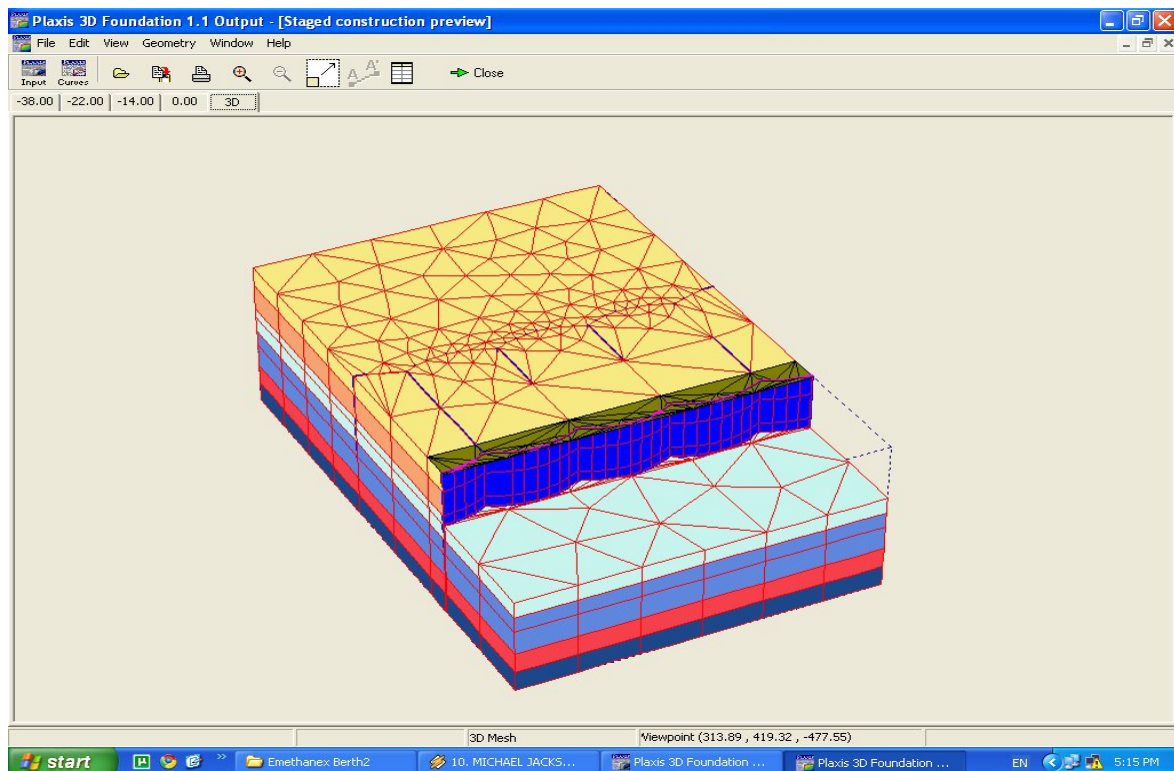 Plaxis 3D Foundation 1.1 Output - [Staged construction preview]
File Edit View Geometry Window Help
Input Curves Close
-38.00 -22.00 -14.00 0.00 3D
3D Mesh Viewpoint (313.89 , 419.32 , -477.55)
start Emethanex Berth2 10. MICHAEL JACKS... Plaxis 3D Foundation ... Plaxis 3D Foundation ... EN 5:15 PM